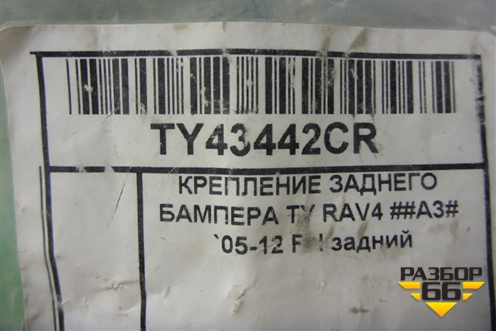 TY43442CR
КРЕПЛЕНИЕ ЗАДНЕГО
БАМПЕРА TY RAV4 ##A3#
`05-12 задний
РАЗБОР
66